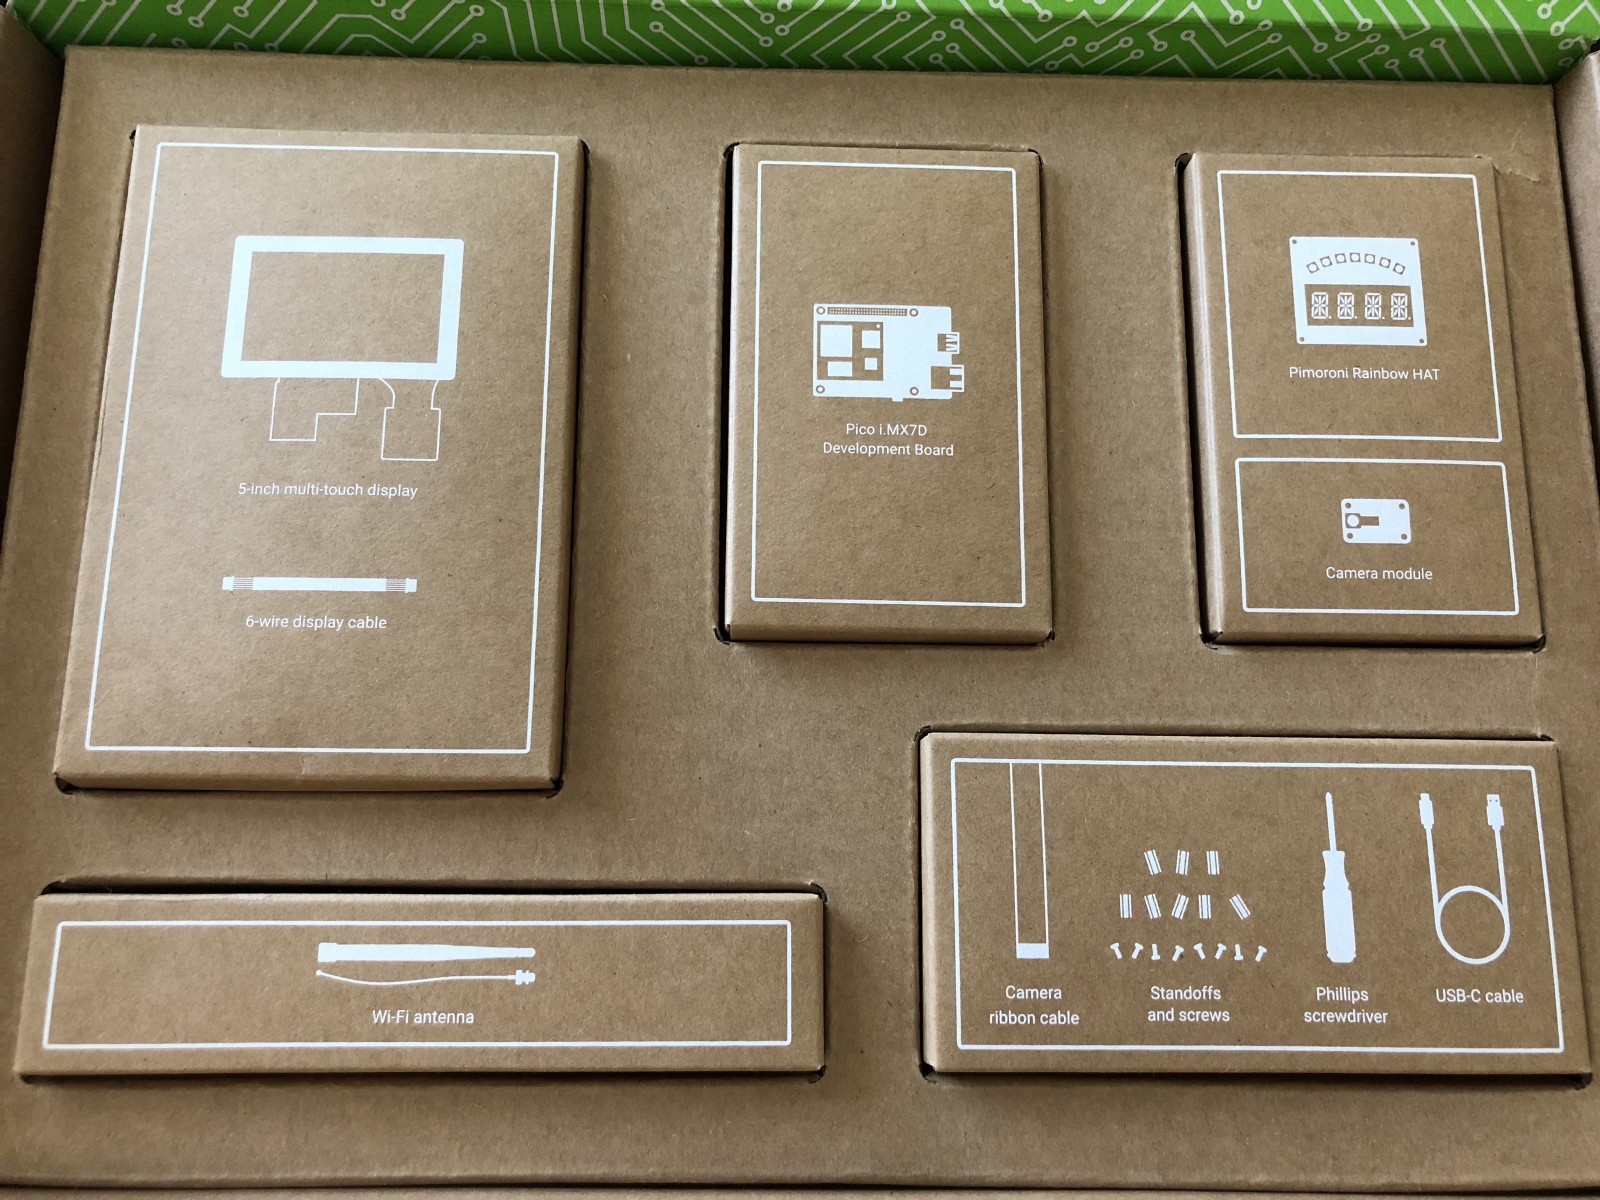 5-inch multi-touch display
6-wire display cable
Pico i.MX7D
Development Board
Pimoroni Rainbow HAT
Camera module
Wi-Fi antenna
Camera
ribbon cable
Standoffs
and screws
Phillips
screwdriver
USB-C cable